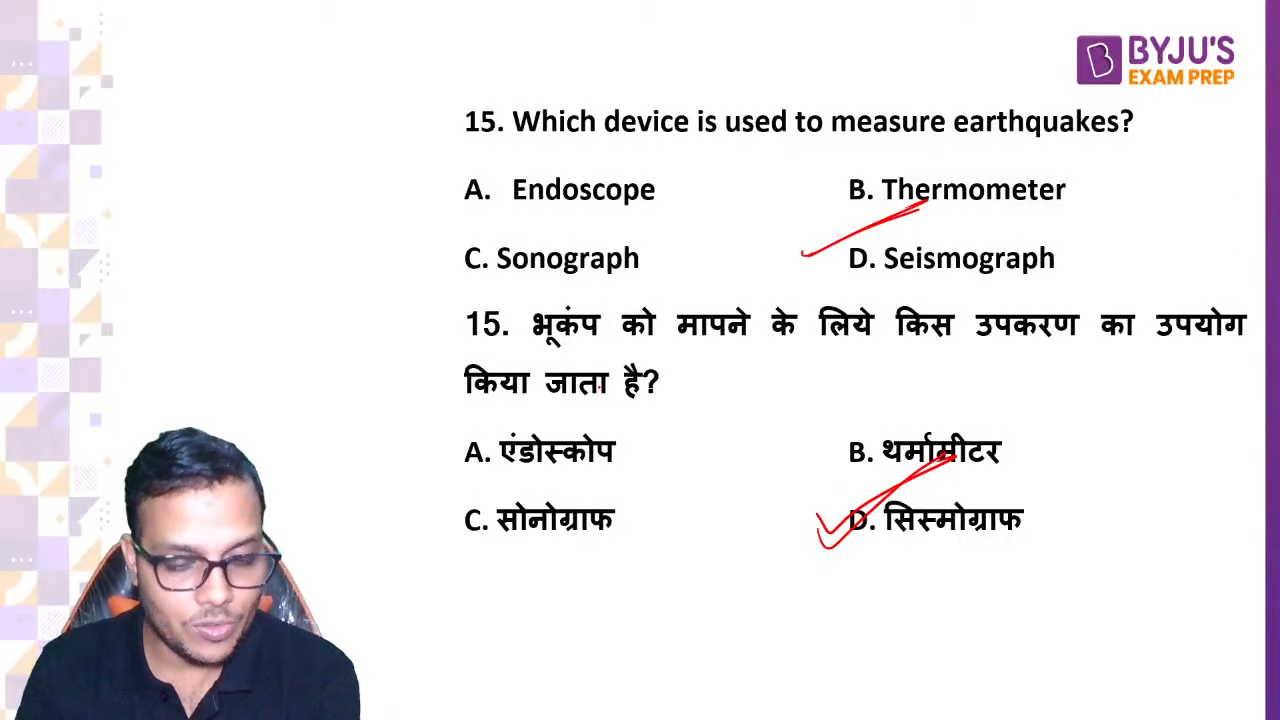 BYJU'S
EXAM PREP
15. Which device is used to measure earthquakes?
A. Endoscope B. Thermometer
C. Sonograph D. Seismograph
15. भूकंप को मापने के लिये किस उपकरण का उपयोग
किया जाता है?
A. एंडोस्कोप B. थर्मामीटर
C. सोनोग्राफ D. सिस्मोग्राफ